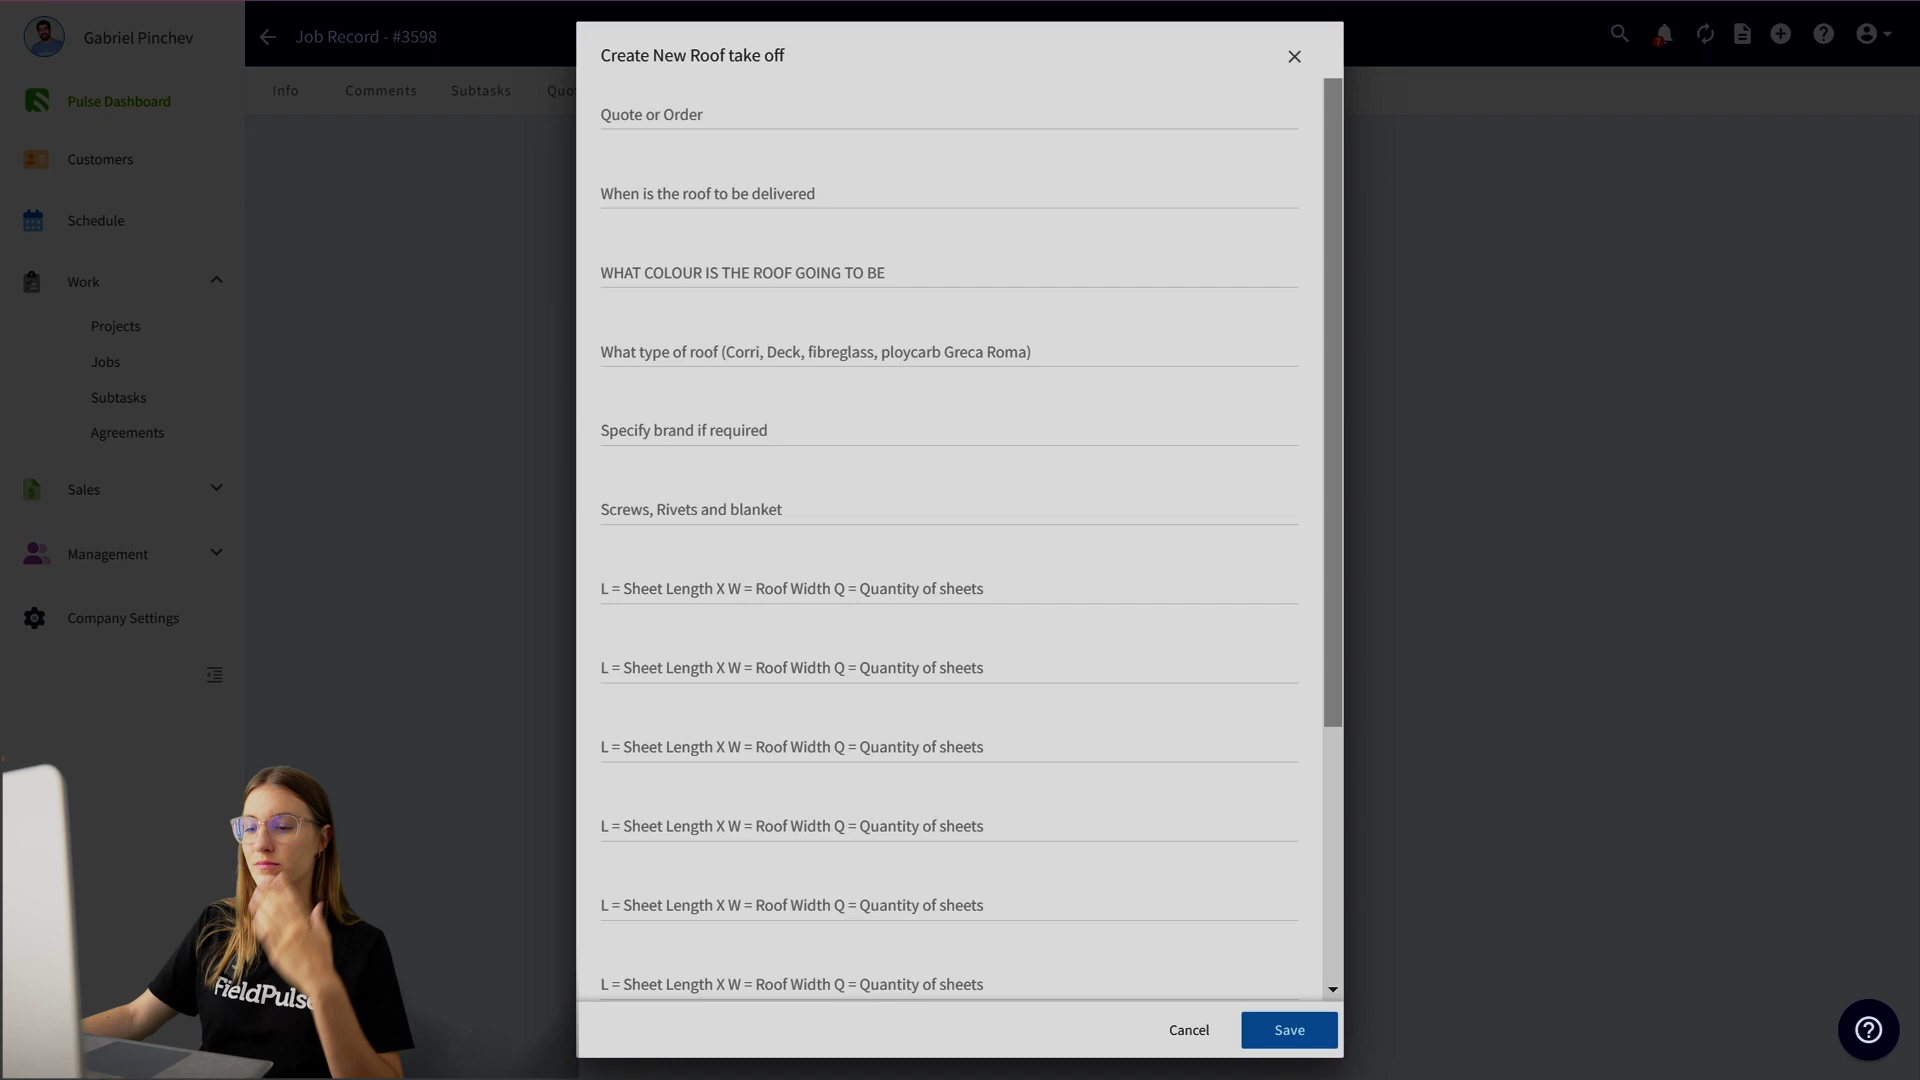 Gabriel Pinchev
Job Record - #3598
Pulse Dashboard
Customers
Schedule
Work
Projects
Jobs
Subtasks
Agreements
Sales
Management
Company Settings
Info
Comments
Subtasks
Create New Roof take off
Quote or Order
When is the roof to be delivered
WHAT COLOUR IS THE ROOF GOING TO BE
What type of roof (Corri, Deck, fibreglass, ploycarb Greca Roma)
Specify brand if required
Screws, Rivets and blanket
L = Sheet Length X W = Roof Width Q = Quantity of sheets
L = Sheet Length X W = Roof Width Q = Quantity of sheets
L = Sheet Length X W = Roof Width Q = Quantity of sheets
L = Sheet Length X W = Roof Width Q = Quantity of sheets
L = Sheet Length X W = Roof Width Q = Quantity of sheets
L = Sheet Length X W = Roof Width Q = Quantity of sheets
Cancel
Save
FieldPulse